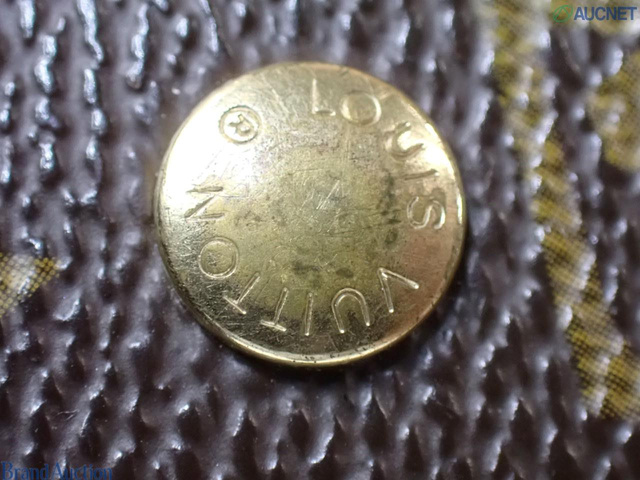 AUCNET
LOUIS VUITTON ®
Brand Auction